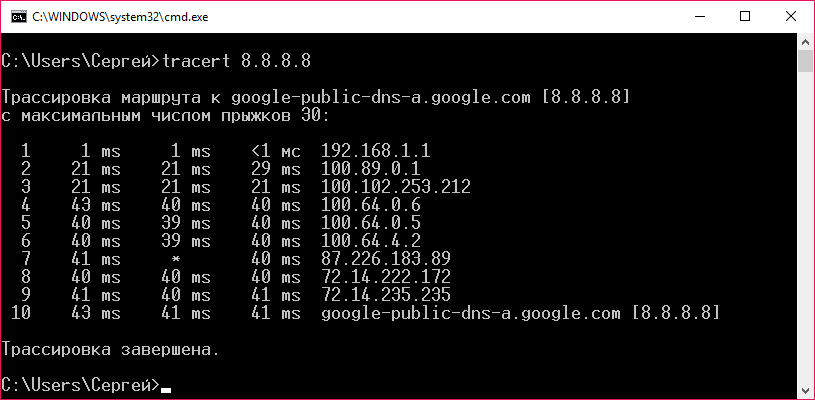 C:\WINDOWS\system32\cmd.exe
C:\Users\Сергей>tracert 8.8.8.8
Трассировка маршрута к google-public-dns-a.google.com [8.8.8.8]
с максимальным числом прыжков 30:
1 1 ms 1 ms <1 мс 192.168.1.1
2 21 ms 21 ms 29 ms 100.89.0.1
3 21 ms 21 ms 21 ms 100.102.253.212
4 43 ms 40 ms 40 ms 100.64.0.6
5 40 ms 39 ms 40 ms 100.64.0.5
6 40 ms 39 ms 40 ms 100.64.4.2
7 41 ms * 40 ms 87.226.183.89
8 40 ms 40 ms 40 ms 72.14.222.172
9 41 ms 40 ms 41 ms 72.14.235.235
10 43 ms 41 ms 41 ms google-public-dns-a.google.com [8.8.8.8]
Трассировка завершена.
C:\Users\Сергей>